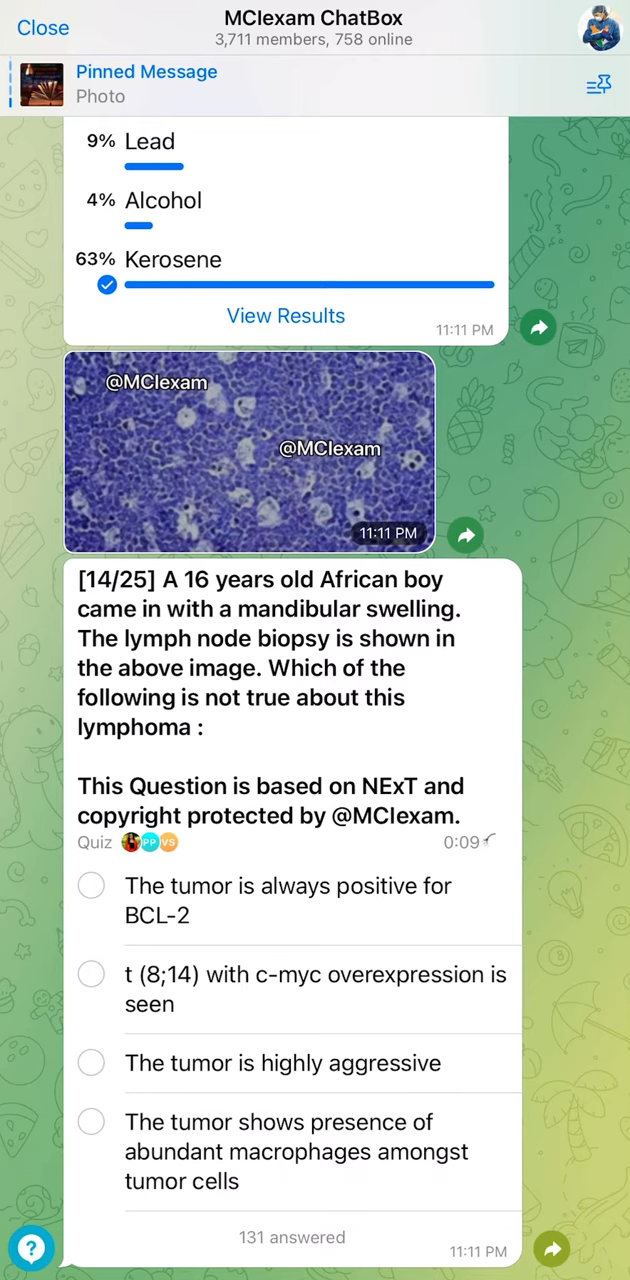 Close
MCIexam ChatBox
3,711 members, 758 online
Pinned Message
Photo
9% Lead
4% Alcohol
63% Kerosene
View Results
11:11 PM
@MCIexam
@MCIexam
11:11 PM
[14/25] A 16 years old African boy
came in with a mandibular swelling.
The lymph node biopsy is shown in
the above image. Which of the
following is not true about this
lymphoma :
This Question is based on NExT and
copyright protected by @MCIexam.
Quiz PP VS 0:09
The tumor is always positive for
BCL-2
t (8;14) with c-myc overexpression is
seen
The tumor is highly aggressive
The tumor shows presence of
abundant macrophages amongst
tumor cells
131 answered
11:11 PM
?